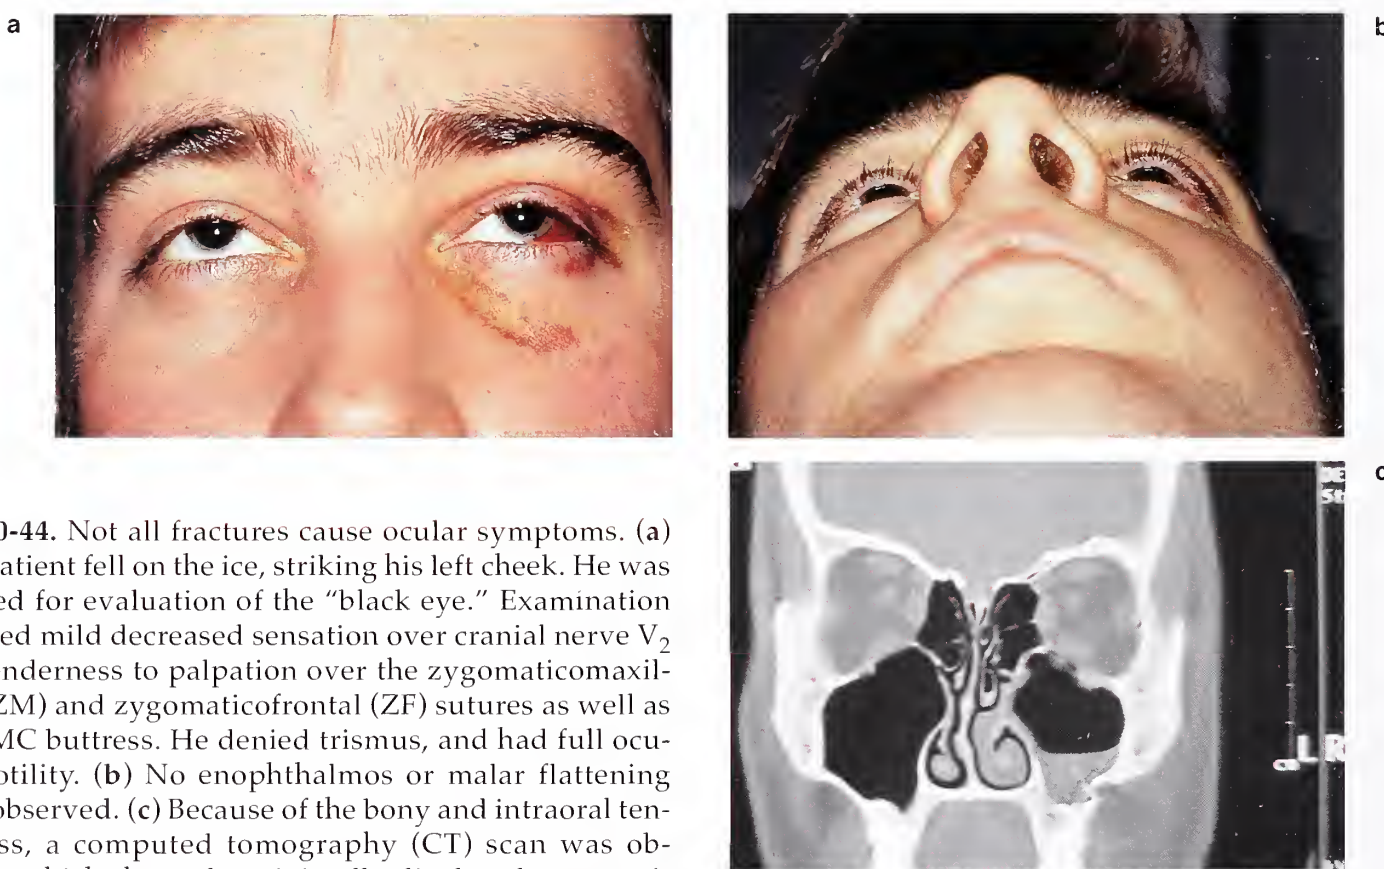 a
b
0-44. Not all fractures cause ocular symptoms. (a)
atient fell on the ice, striking his left cheek. He was
ed for evaluation of the "black eye." Examination
ed mild decreased sensation over cranial nerve V2
enderness to palpation over the zygomaticomaxil-
ZM) and zygomaticofrontal (ZF) sutures as well as
MC buttress. He denied trismus, and had full ocu-
otility. (b) No enophthalmos or malar flattening
observed. (c) Because of the bony and intraoral ten-
ss, a computed tomography (CT) scan was ob-
c
L R